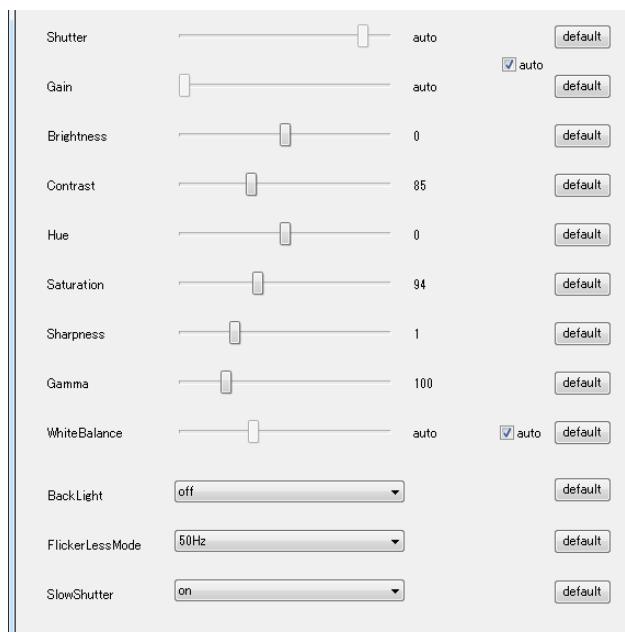 Shutter auto default
auto
Gain auto default
Brightness 0 default
Contrast 85 default
Hue 0 default
Saturation 94 default
Sharpness 1 default
Gamma 100 default
WhiteBalance auto auto default
BackLight off default
FlickerLessMode 50Hz default
SlowShutter on default